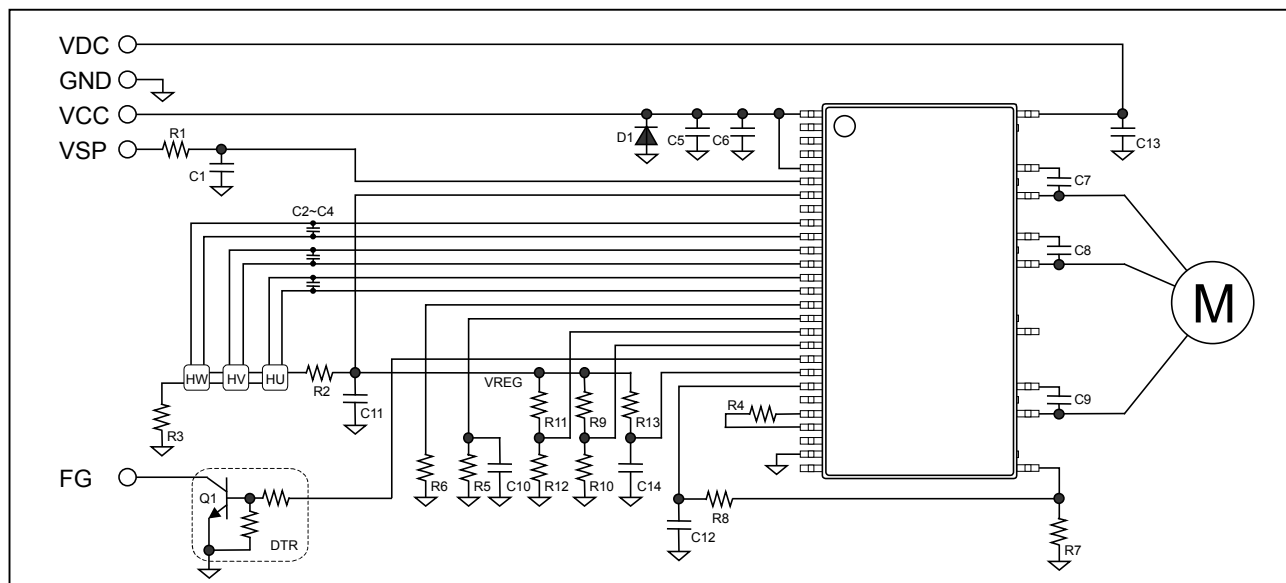 VDC
GND
VCC
VSP
R1
C1
D1
C5
C6
C13
C7
C2~C4
C8
M
HW
HV
HU
R2
VREG
C11
R11
R9
R13
R4
C9
R3
FG
R6
R5
C10
R12
R10
C14
Q1
DTR
C12
R8
R7